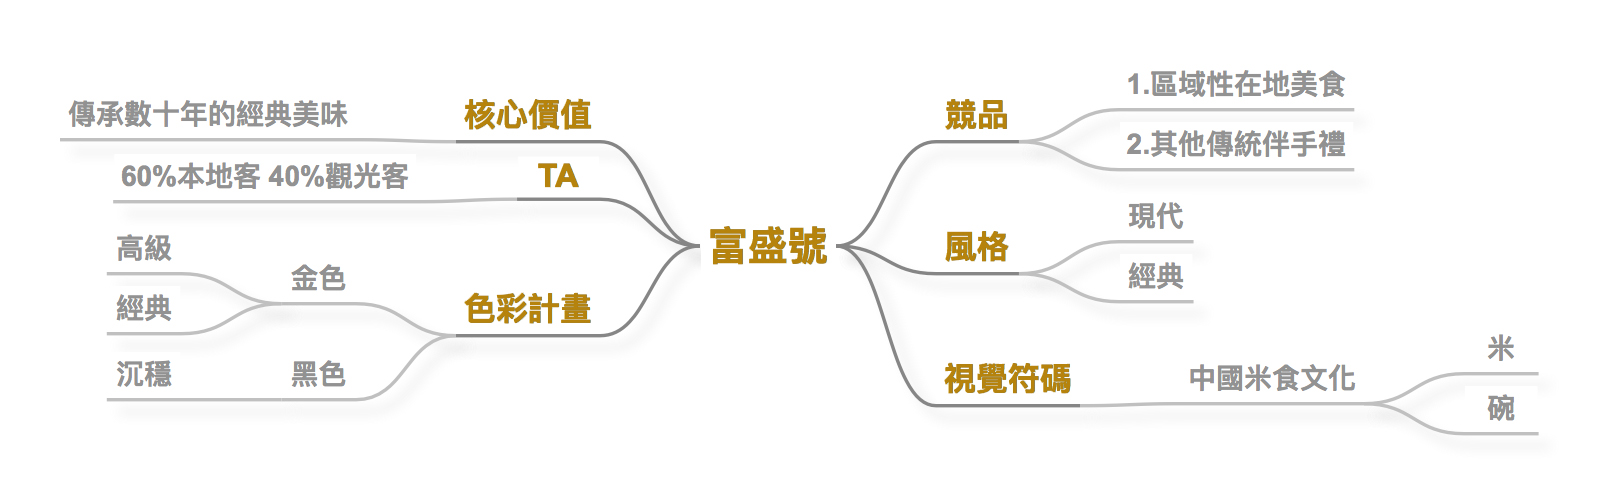 富盛號
核心價值
傳承數十年的經典美味
TA
60%本地客 40%觀光客
色彩計畫
金色
高級
經典
黑色
沉穩
競品
1.區域性在地美食
2.其他傳統伴手禮
風格
現代
經典
視覺符碼
中國米食文化
米
碗